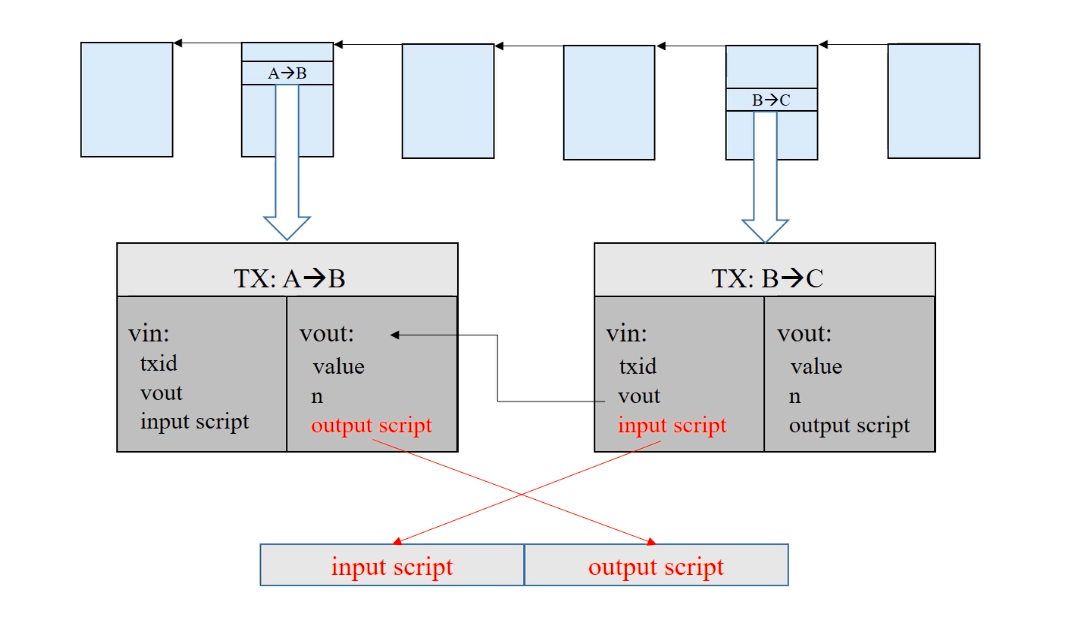 A→B
B→C
TX: A→B
vin:
txid
vout
input script
vout:
value
n
output script
TX: B→C
vin:
txid
vout
input script
vout:
value
n
output script
input script
output script